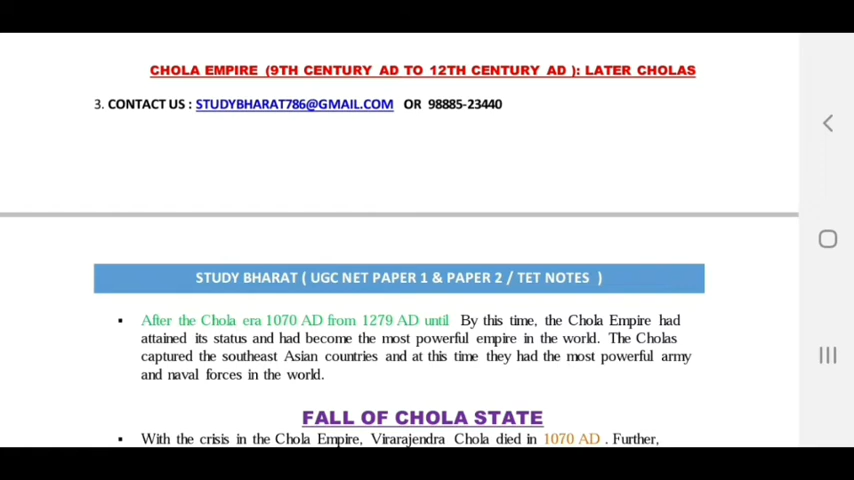 CHOLA EMPIRE (9TH CENTURY AD TO 12TH CENTURY AD ): LATER CHOLAS
3. CONTACT US : STUDYBHARAT786@GMAIL.COM OR 98885-23440
STUDY BHARAT ( UGC NET PAPER 1 & PAPER 2 / TET NOTES )
▪ After the Chola era 1070 AD from 1279 AD until By this time, the Chola Empire had
attained its status and had become the most powerful empire in the world. The Cholas
captured the southeast Asian countries and at this time they had the most powerful army
and naval forces in the world.
FALL OF CHOLA STATE
▪ With the crisis in the Chola Empire, Virarajendra Chola died in 1070 AD . Further,